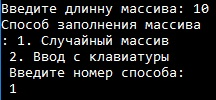 Введите длинну массива: 10
Способ заполнения массива
: 1. Случайный массив
2. Ввод с клавиатуры
Введите номер способа:
1